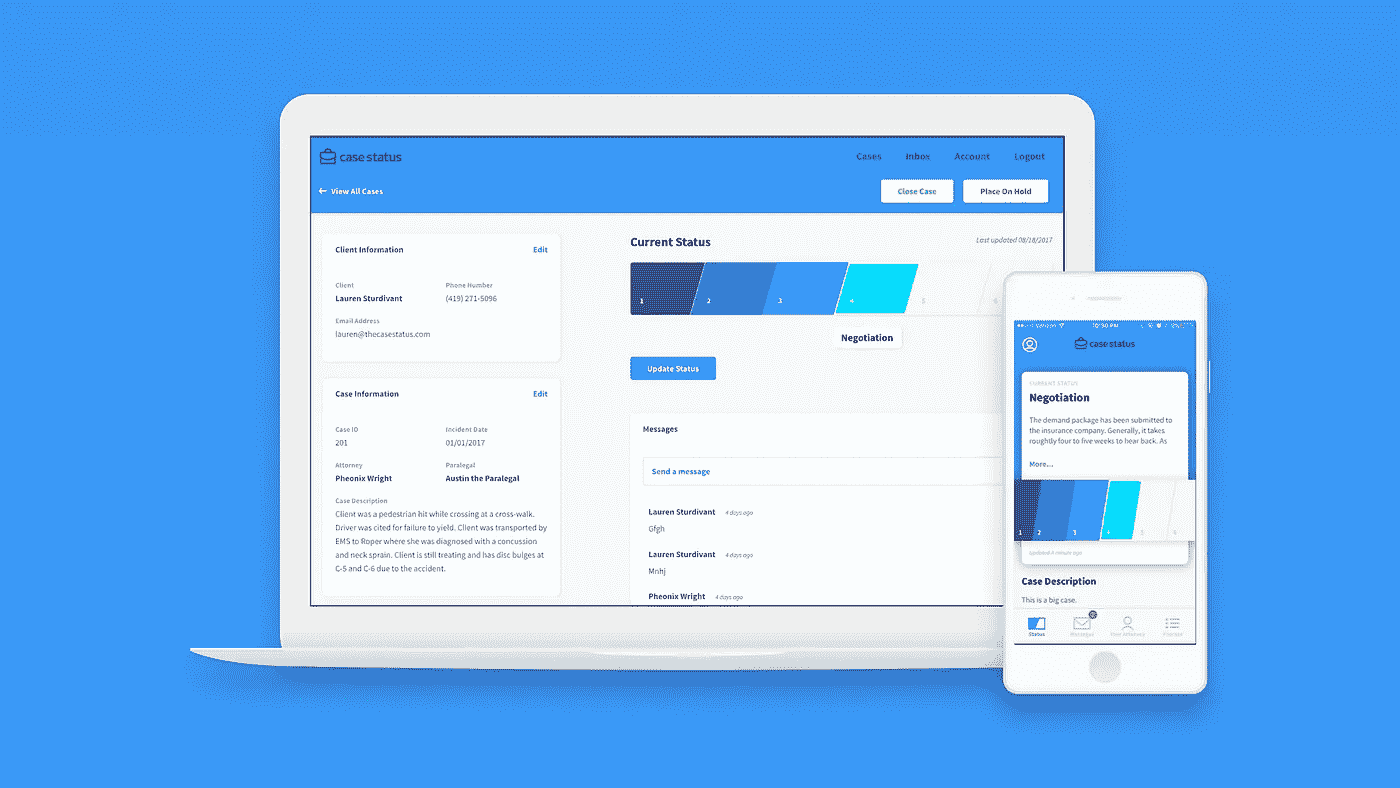 case status
Cases Inbox Account Logout
View All Cases
Close Case Place On Hold
Client Information Edit
Client Phone Number
Lauren Sturdivant (419) 271-5096
Email Address
lauren@thecasestatus.com
Case Information Edit
Case ID Incident Date
201 01/01/2017
Attorney Paralegal
Pheonix Wright Austin the Paralegal
Case Description
Client was a pedestrian hit while crossing at a cross-walk.
Driver was cited for failure to yield. Client was transported by
EMS to Roper where she was diagnosed with a concussion
and neck sprain. Client is still treating and has disc bulges at
C-5 and C-6 due to the accident.
Current Status Last updated 08/18/2017
1 2 3 4 5 6
Negotiation
Update Status
Messages
Send a message
Lauren Sturdivant 4 days ago
Gfgh
Lauren Sturdivant 4 days ago
Mnhj
Pheonix Wright 4 days ago
Verizon 10:30 PM
case status
CURRENT STATUS
Negotiation
The demand package has been submitted to
the insurance company. Generally, it takes
roughtly four to five weeks to hear back. As
More...
1 2 3 4 5 6
Updated a minute ago
Case Description
This is a big case.
Status Messages Your Attorney